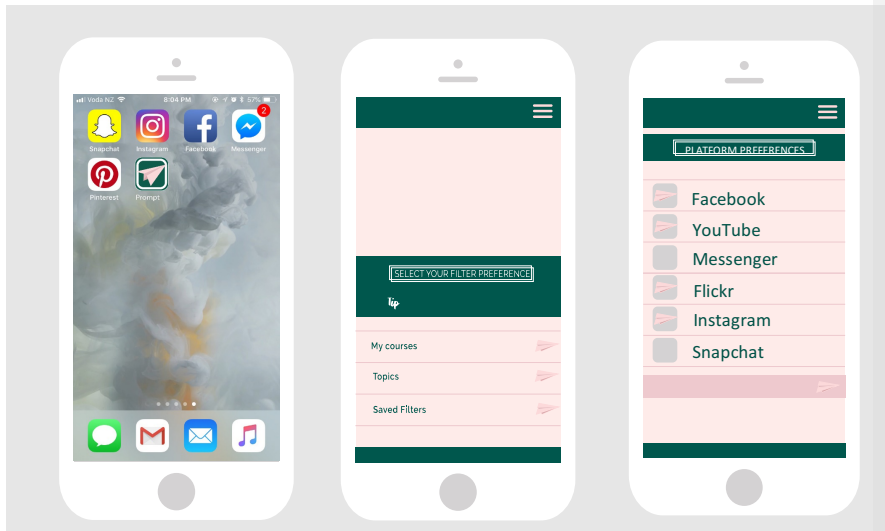 Voda NZ 8:04 PM 57%
2
Snapchat Instagram Facebook Messenger
Pinterest Prompt
SELECT YOUR FILTER PREFERENCE
Tip
My courses
Topics
Saved Filters
PLATFORM PREFERENCES
Facebook
YouTube
Messenger
Flickr
Instagram
Snapchat